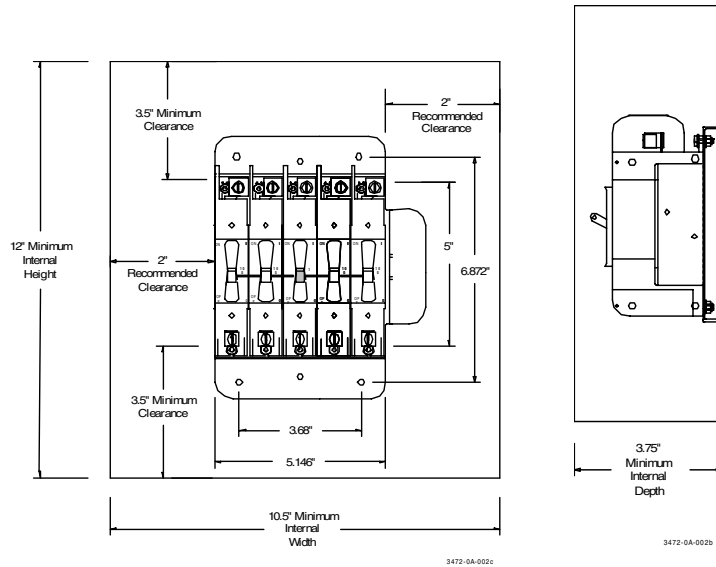 3.5" Minimum
Clearance
2"
Recommended
Clearance
12" Minimum
Internal
Height
2"
Recommended
Clearance
5"
6.872"
3.5" Minimum
Clearance
3.68"
5.146"
10.5" Minimum
Internal
Width
3472-0A-002c
3.75"
Minimum
Internal
Depth
3472-0A-002b